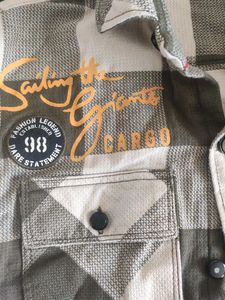 Sailing the
Giants
CARGO
FASHION LEGEND
ESTABLISHED
98
DARE STATEMENT